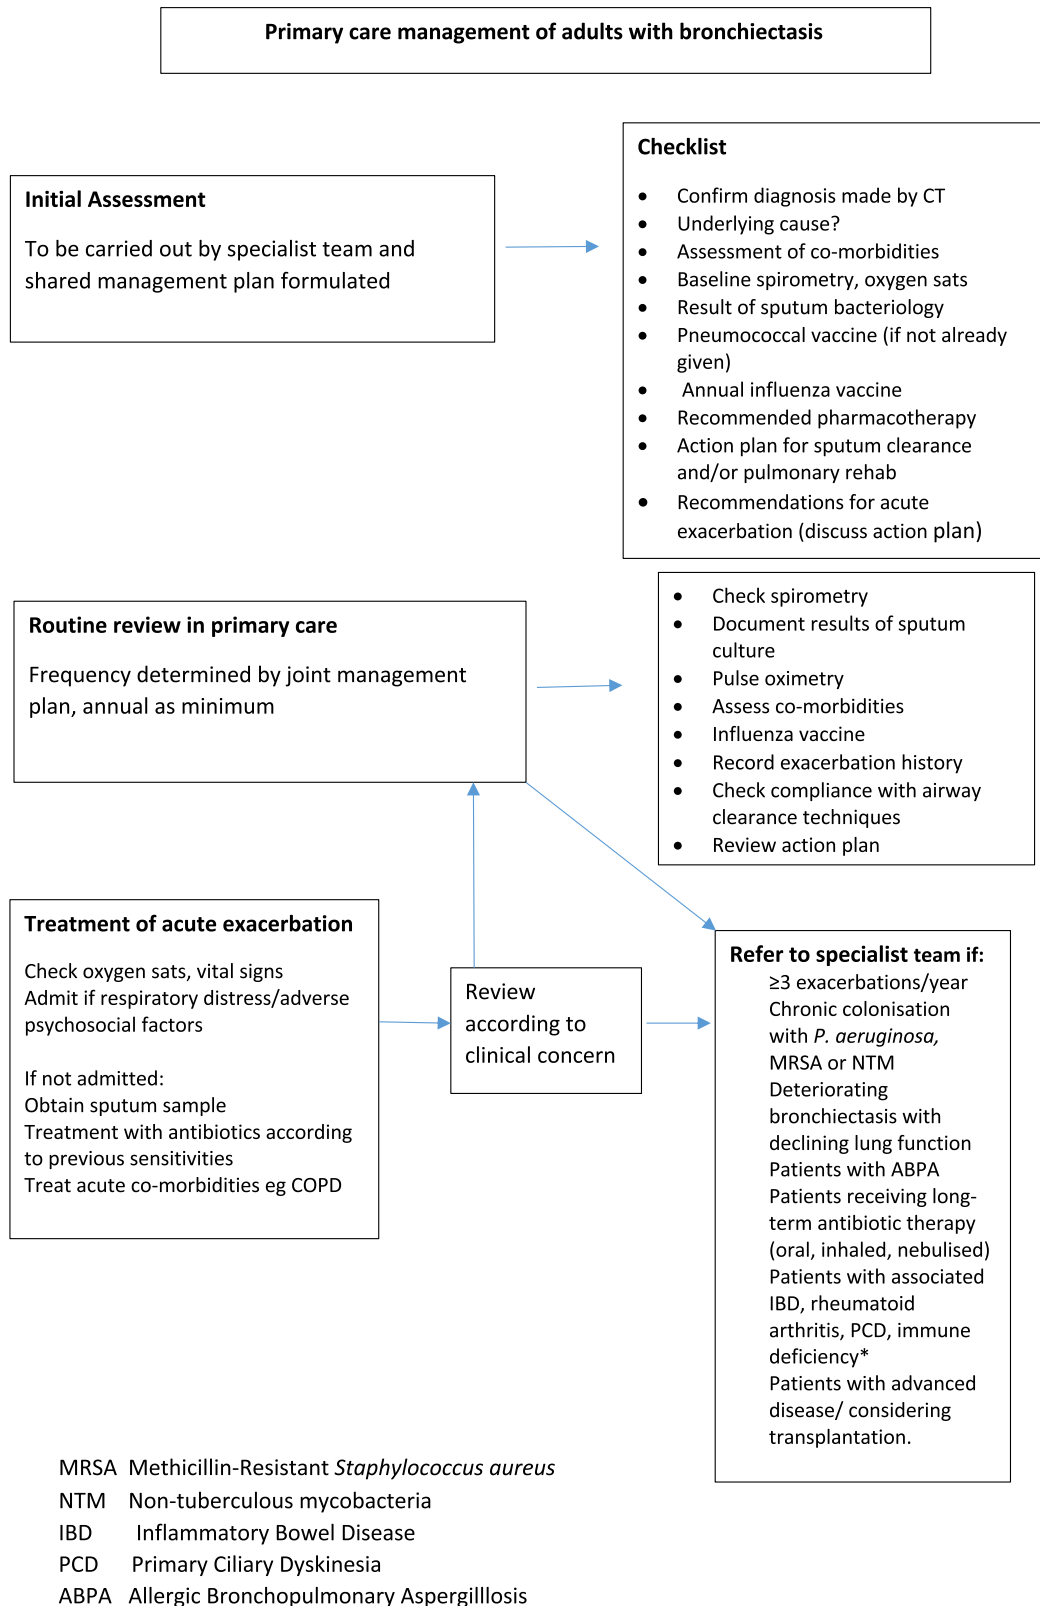 Primary care management of adults with bronchiectasis
Initial Assessment
To be carried out by specialist team and
shared management plan formulated
Checklist
• Confirm diagnosis made by CT
• Underlying cause?
• Assessment of co-morbidities
• Baseline spirometry, oxygen sats
• Result of sputum bacteriology
• Pneumococcal vaccine (if not already
given)
• Annual influenza vaccine
• Recommended pharmacotherapy
• Action plan for sputum clearance
and/or pulmonary rehab
• Recommendations for acute
exacerbation (discuss action plan)
Routine review in primary care
Frequency determined by joint management
plan, annual as minimum
• Check spirometry
• Document results of sputum
culture
• Pulse oximetry
• Assess co-morbidities
• Influenza vaccine
• Record exacerbation history
• Check compliance with airway
clearance techniques
• Review action plan
Treatment of acute exacerbation
Check oxygen sats, vital signs
Admit if respiratory distress/adverse
psychosocial factors
If not admitted:
Obtain sputum sample
Treatment with antibiotics according
to previous sensitivities
Treat acute co-morbidities eg COPD
Review
according to
clinical concern
Refer to specialist team if:
≥3 exacerbations/year
Chronic colonisation
with P. aeruginosa,
MRSA or NTM
Deteriorating
bronchiectasis with
declining lung function
Patients with ABPA
Patients receiving long-
term antibiotic therapy
(oral, inhaled, nebulised)
Patients with associated
IBD, rheumatoid
arthritis, PCD, immune
deficiency*
Patients with advanced
disease/ considering
transplantation.
MRSA Methicillin-Resistant Staphylococcus aureus
NTM Non-tuberculous mycobacteria
IBD Inflammatory Bowel Disease
PCD Primary Ciliary Dyskinesia
ABPA Allergic Bronchopulmonary Aspergilllosis